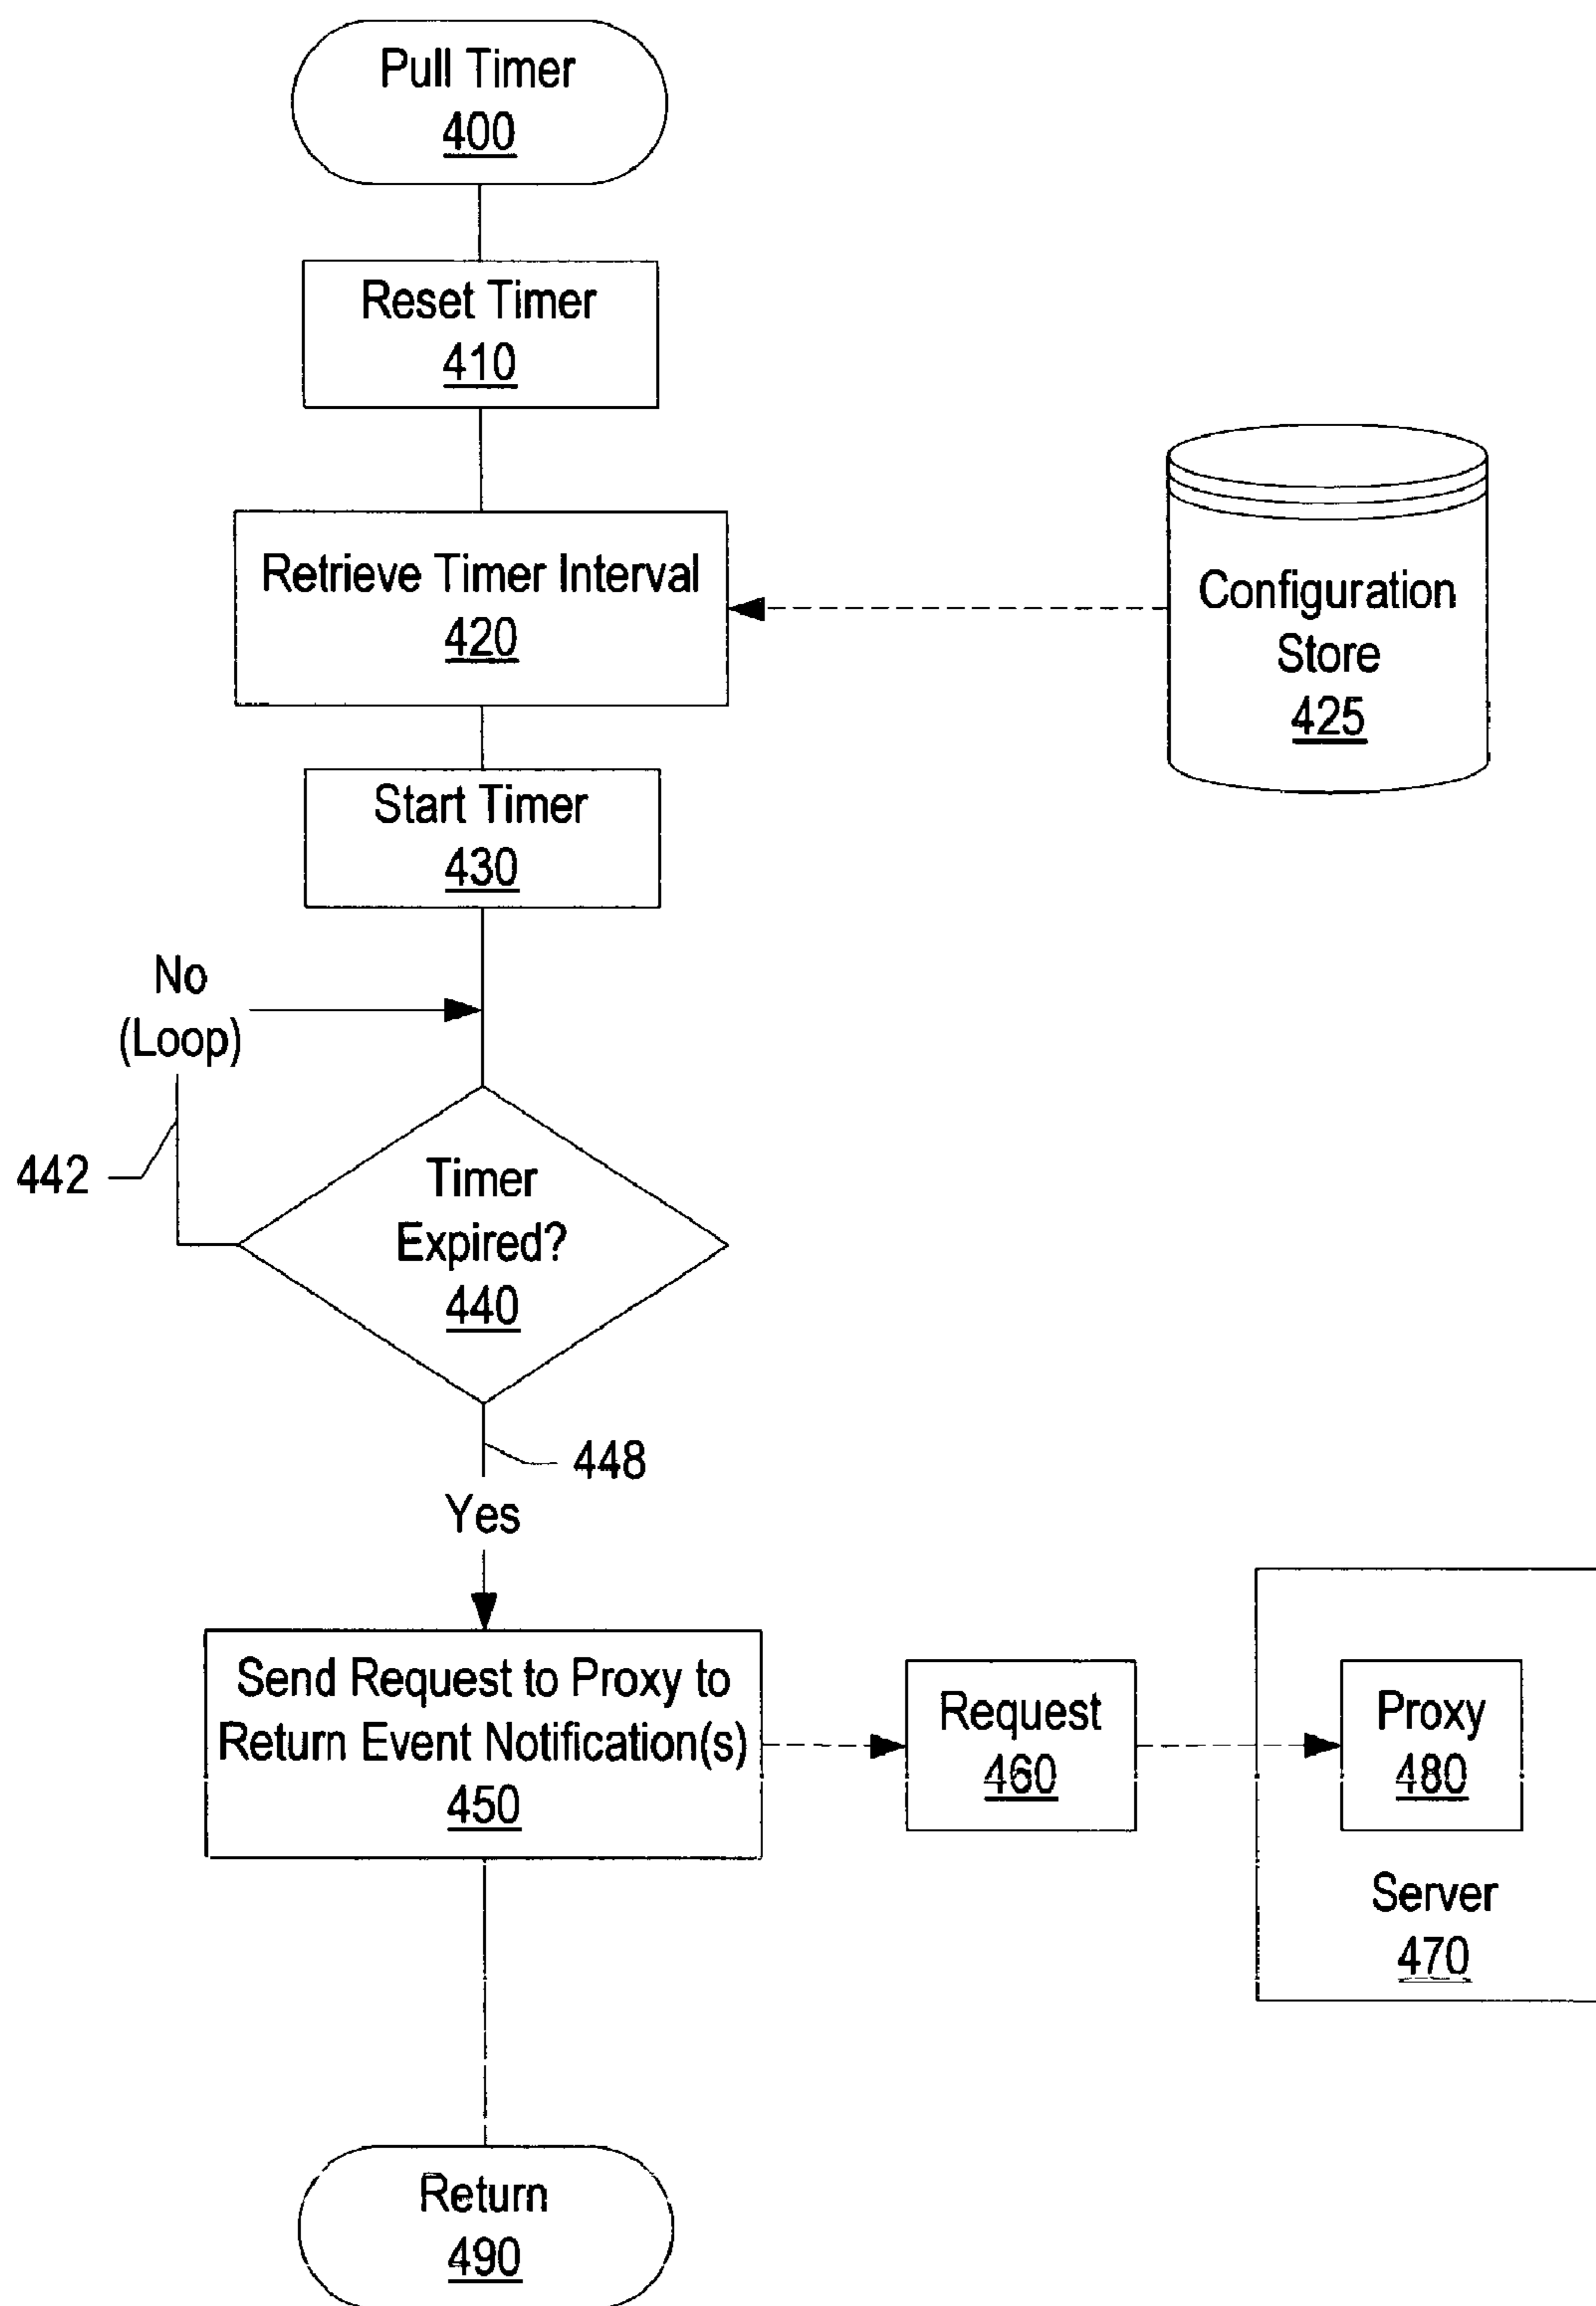 Pull Timer
400
Reset Timer
410
Retrieve Timer Interval
420
Configuration
Store
425
Start Timer
430
No
(Loop)
442
Timer
Expired?
440
448
Yes
Send Request to Proxy to
Return Event Notification(s)
450
Request
460
Proxy
480
Server
470
Return
490